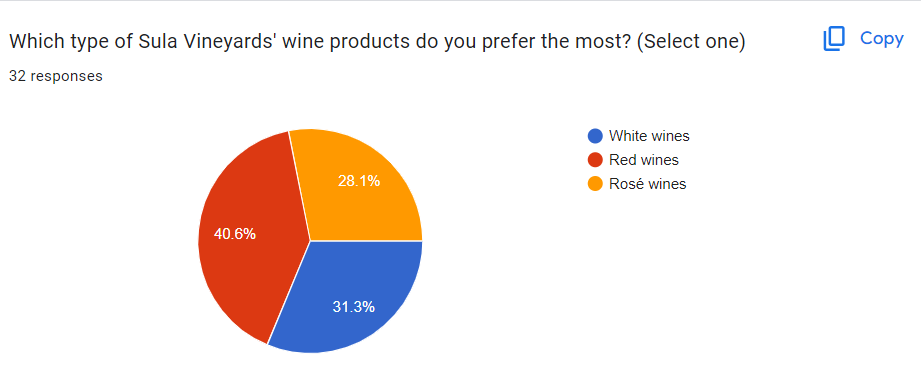 Which type of Sula Vineyards' wine products do you prefer the most? (Select one)
Copy
32 responses
White wines
Red wines
Rosé wines
28.1%
40.6%
31.3%